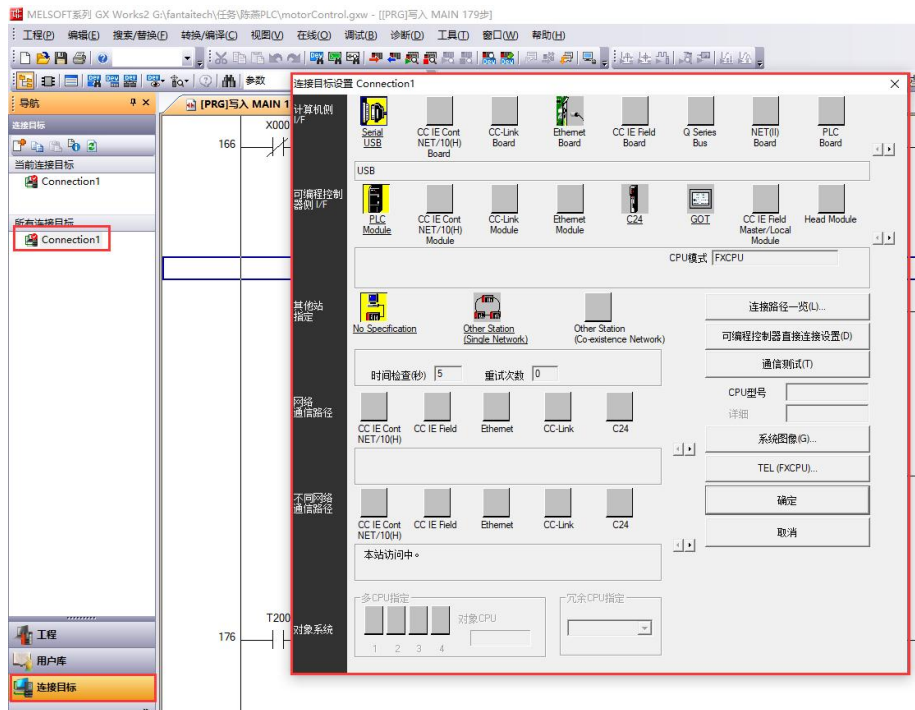 MELSOFT系列 GX Works2 G:\fantaitech\任务\陈燕PLC\motorControl.gxw - [[PRG]写入 MAIN 179步]
工程(P) 编辑(E) 搜索/替换(F) 转换/编译(C) 视图(V) 在线(O) 调试(B) 诊断(D) 工具(T) 窗口(W) 帮助(H)
参数
导航
[PRG]写入 MAIN 1
连接目标
当前连接目标
Connection1
所有连接目标
Connection1
工程
用户库
连接目标
X000
166
T200
176
连接目标设置 Connection1
计算机侧
I/F
Serial
USB
CC IE Cont
NET/10(H)
Board
CC-Link
Board
Ethernet
Board
CC IE Field
Board
Q Series
Bus
NET(II)
Board
PLC
Board
USB
可编程控制
器侧 I/F
PLC
Module
CC IE Cont
NET/10(H)
Module
CC-Link
Module
Ethernet
Module
C24
GOT
CC IE Field
Master/Local
Module
Head Module
CPU模式 FXCPU
其他站
指定
No Specification
Other Station
(Single Network)
Other Station
(Co-existence Network)
时间检查(秒) 5 重试次数 0
连接路径一览(L)...
可编程控制器直接连接设置(D)
通信测试(T)
CPU型号
详细
系统图像(G)...
TEL (FXCPU)...
确定
取消
网络
通信路径
CC IE Cont
NET/10(H)
CC IE Field
Ethernet
CC-Link
C24
不同网络
通信路径
CC IE Cont
NET/10(H)
CC IE Field
Ethernet
CC-Link
C24
本站访问中。
对象系统
多CPU指定
1 2 3 4
对象CPU
冗余CPU指定